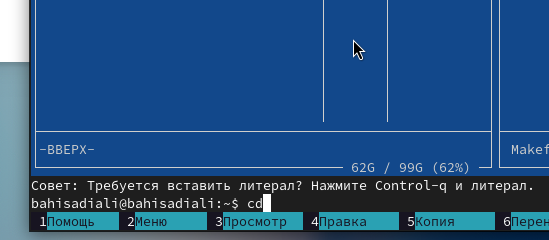 -ВВЕРХ-
Makef
62G / 99G (62%)
Совет: Требуется вставить литерал? Нажмите Control-q и литерал.
bahisadiali@bahisadiali:~$ cd
1Помощь 2Меню 3Просмотр 4Правка 5Копия 6Перен